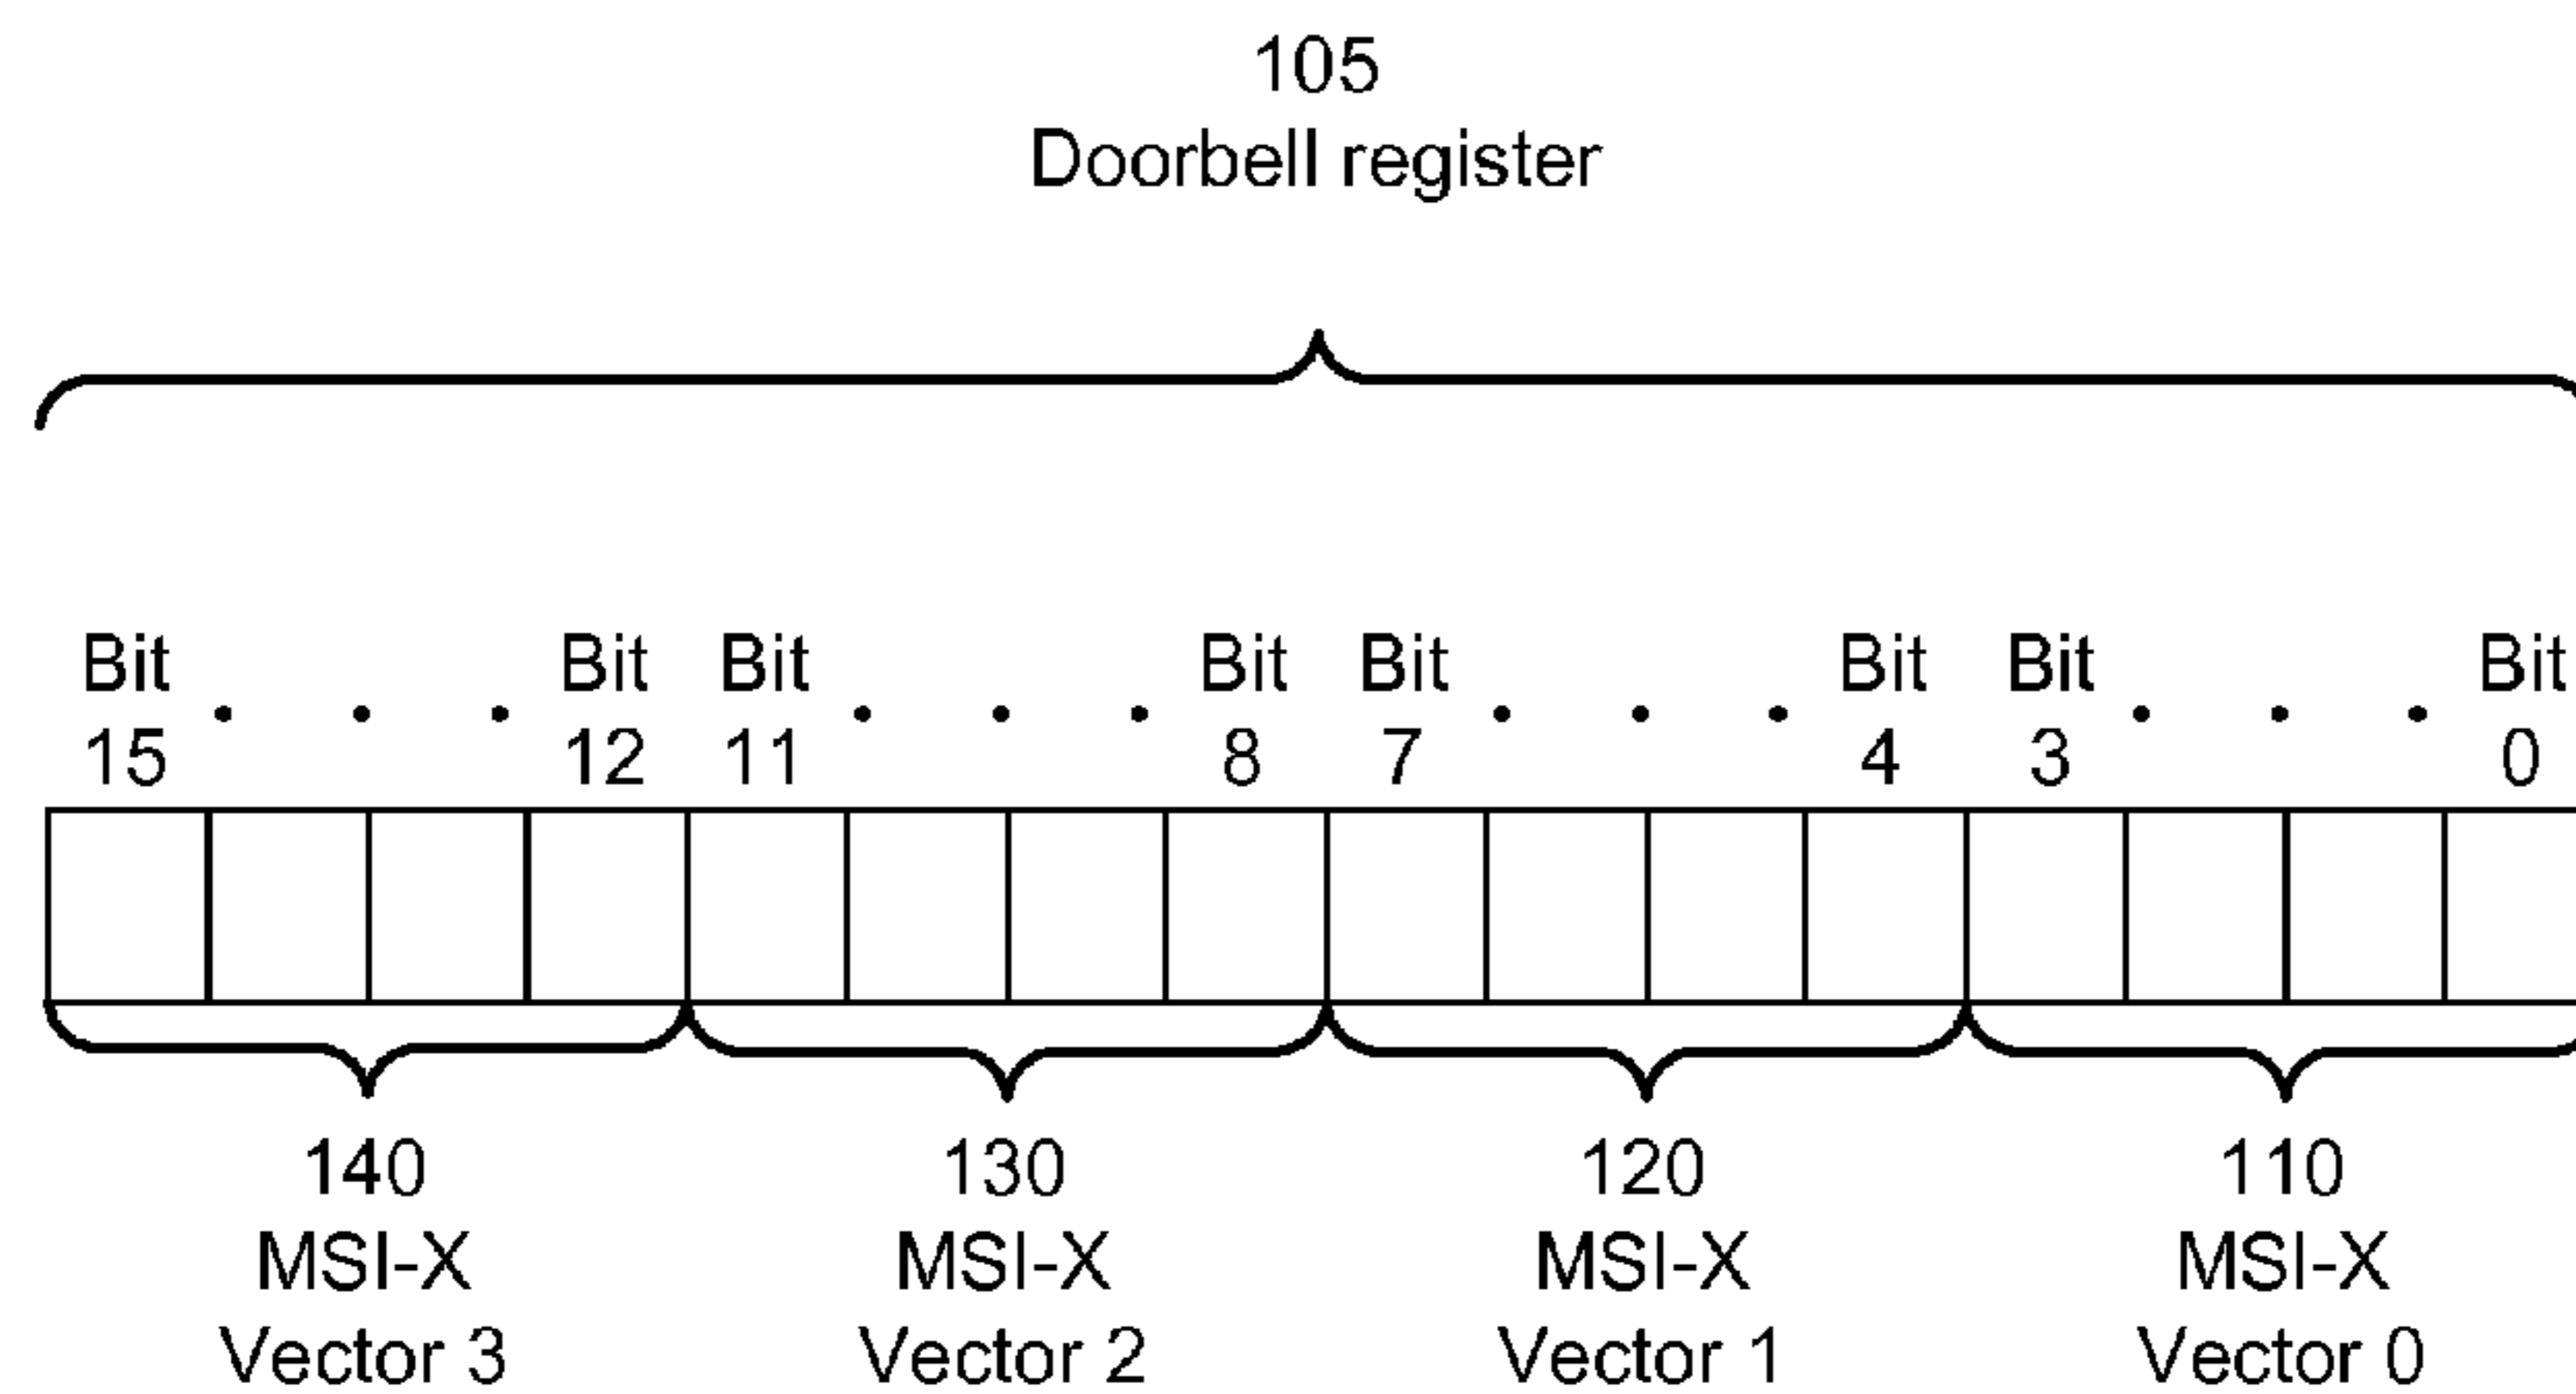 105
Doorbell register
Bit Bit Bit Bit Bit Bit Bit Bit
15 12 11 8 7 4 3 0
140 130 120 110
MSI-X MSI-X MSI-X MSI-X
Vector 3 Vector 2 Vector 1 Vector 0